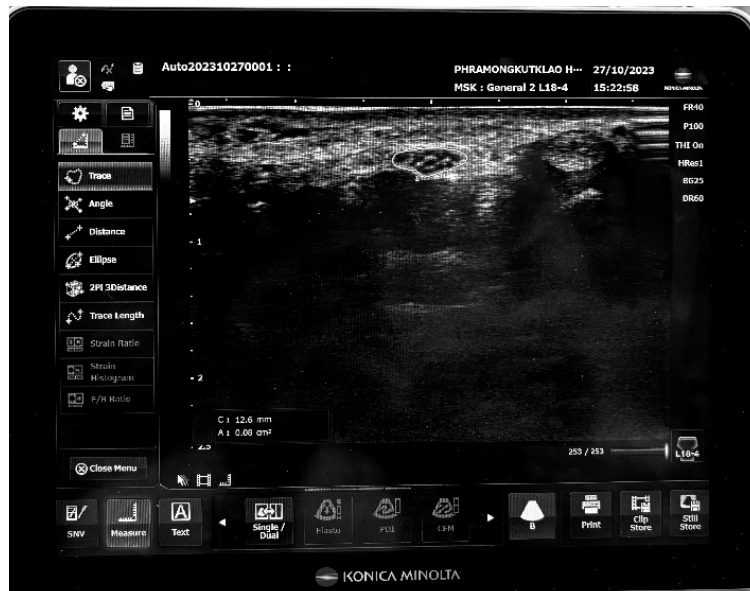 Auto202310270001 : :
PHRAMONGKUTKLAO H··· 27/10/2023
MSK : General 2 L18-4 15:22:58
KONICA MINOLTA
FR40
P100
THI On
HRes1
BG25
DR60
0
1
2
2.5
Trace
Angle
Distance
Ellipse
2Pl 3Distance
Trace Length
Strain Ratio
Strain
Histogram
F/H Ratio
Close Menu
C : 12.6 mm
A : 0.08 cm²
253 / 253
L18-4
SNV
Measure
Text
Single /
Dual
Elasto
PDI
CFM
B
Print
Clip
Store
Still
Store
KONICA MINOLTA